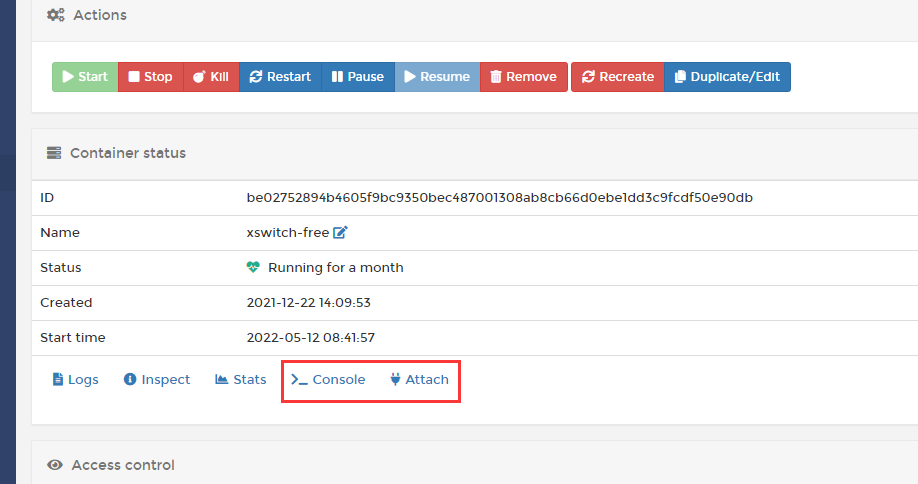 Actions
Start Stop Kill Restart Pause Resume Remove Recreate Duplicate/Edit
Container status
ID be02752894b4605f9bc9350bec487001308ab8cb66d0ebe1dd3c9fcdf50e90db
Name xswitch-free
Status Running for a month
Created 2021-12-22 14:09:53
Start time 2022-05-12 08:41:57
Logs Inspect Stats >_ Console Attach
Access control